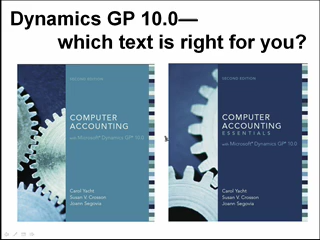 Dynamics GP 10.0—
which text is right for you?
SECOND EDITION
COMPUTER
ACCOUNTING
with Microsoft® Dynamics GP® 10.0
Carol Yacht
Susan V. Crosson
Joann Segovia
SECOND EDITION
COMPUTER
ACCOUNTING
ESSENTIALS
with Microsoft® Dynamics GP® 10.0
Carol Yacht
Susan V. Crosson
Joann Segovia